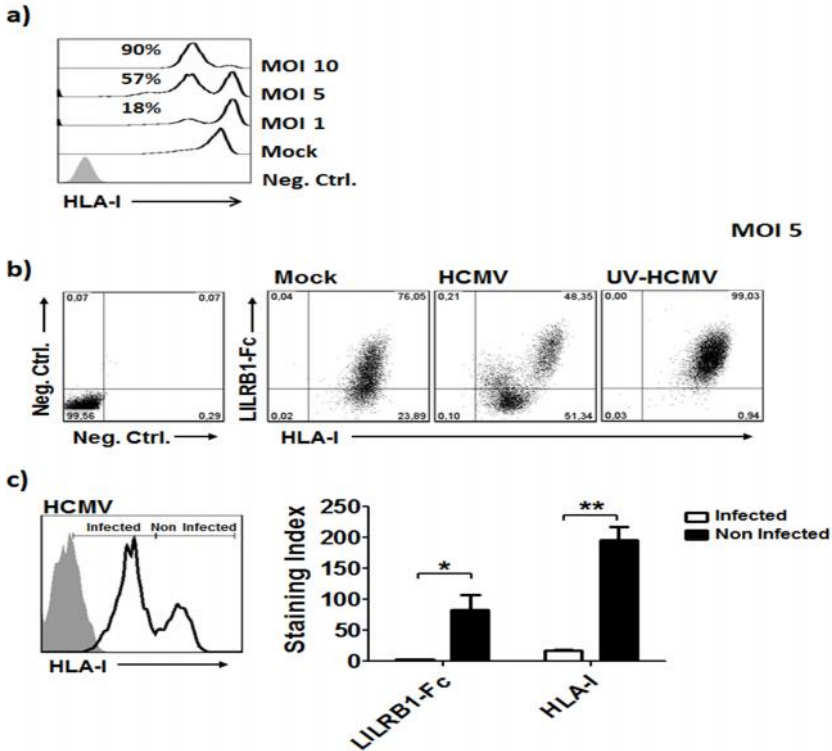 a)
90%
MOI 10
57%
MOI 5
18%
MOI 1
Mock
Neg. Ctrl.
HLA-I
MOI 5
b)
Mock
HCMV
UV-HCMV
Neg. Ctrl.
0,07
0,07
99,56
0,29
Neg. Ctrl.
LILRB1-Fc
0,04
76,05
0,02
23,89
0,21
48,35
0,10
51,34
0,00
99,03
0,03
0,94
HLA-I
c)
HCMV
Infected
Non Infected
HLA-I
Staining Index
250
200
150
100
50
0
*
**
LILRB1-Fc
HLA-I
Infected
Non Infected